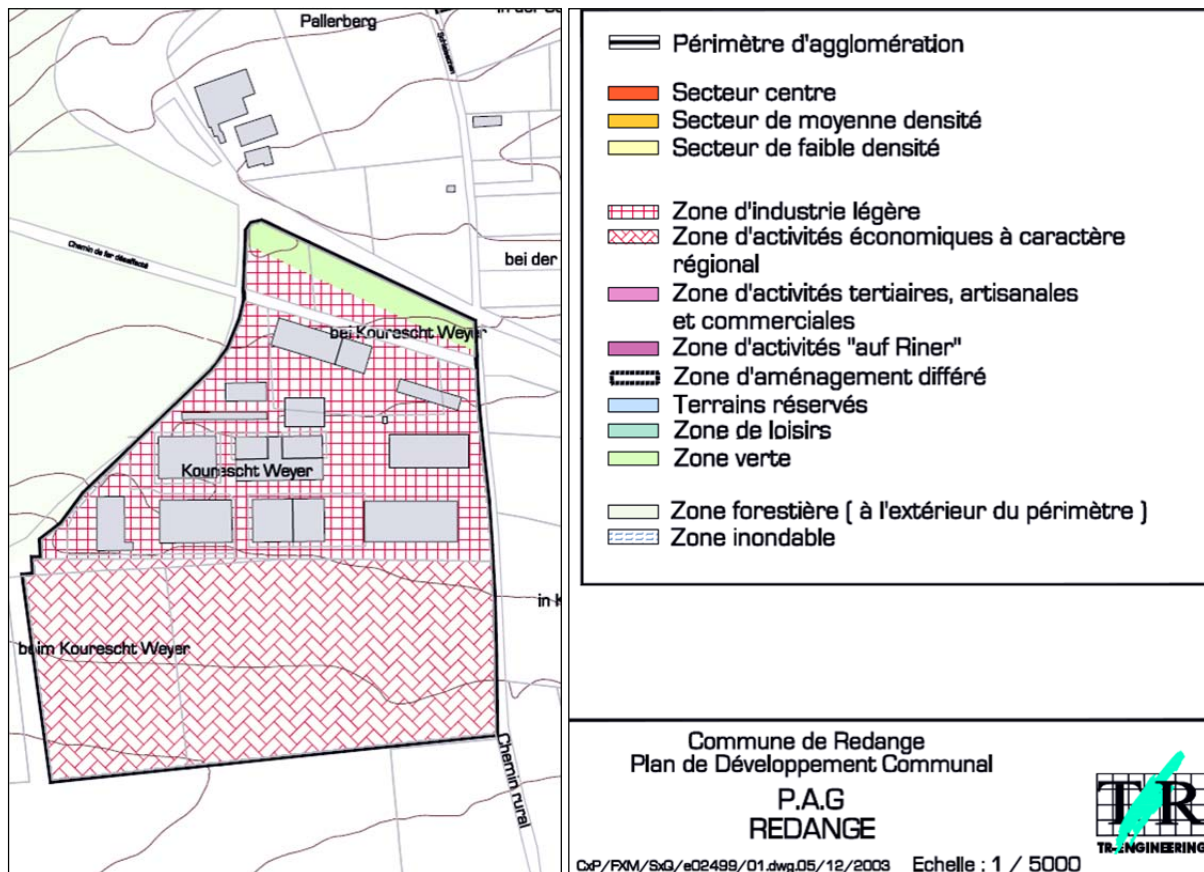 Pallerberg
Chemin de fer désaffecté
bei der
bei Kourescht Weyer
Kourescht Weyer
in K
beim Kourescht Weyer
Chemin rural
Périmètre d'agglomération
Secteur centre
Secteur de moyenne densité
Secteur de faible densité
Zone d'industrie légère
Zone d'activités économiques à caractère
régional
Zone d'activités tertiaires, artisanales
et commerciales
Zone d'activités "auf Riner"
Zone d'aménagement différé
Terrains réservés
Zone de loisirs
Zone verte
Zone forestière ( à l'extérieur du périmètre )
Zone inondable
Commune de Redange
Plan de Développement Communal
P.A.G
REDANGE
CxP/FXM/SxQ/e02499/01.dwg.05/12/2003 Echelle : 1 / 5000
TR
TR-ENGINEERING